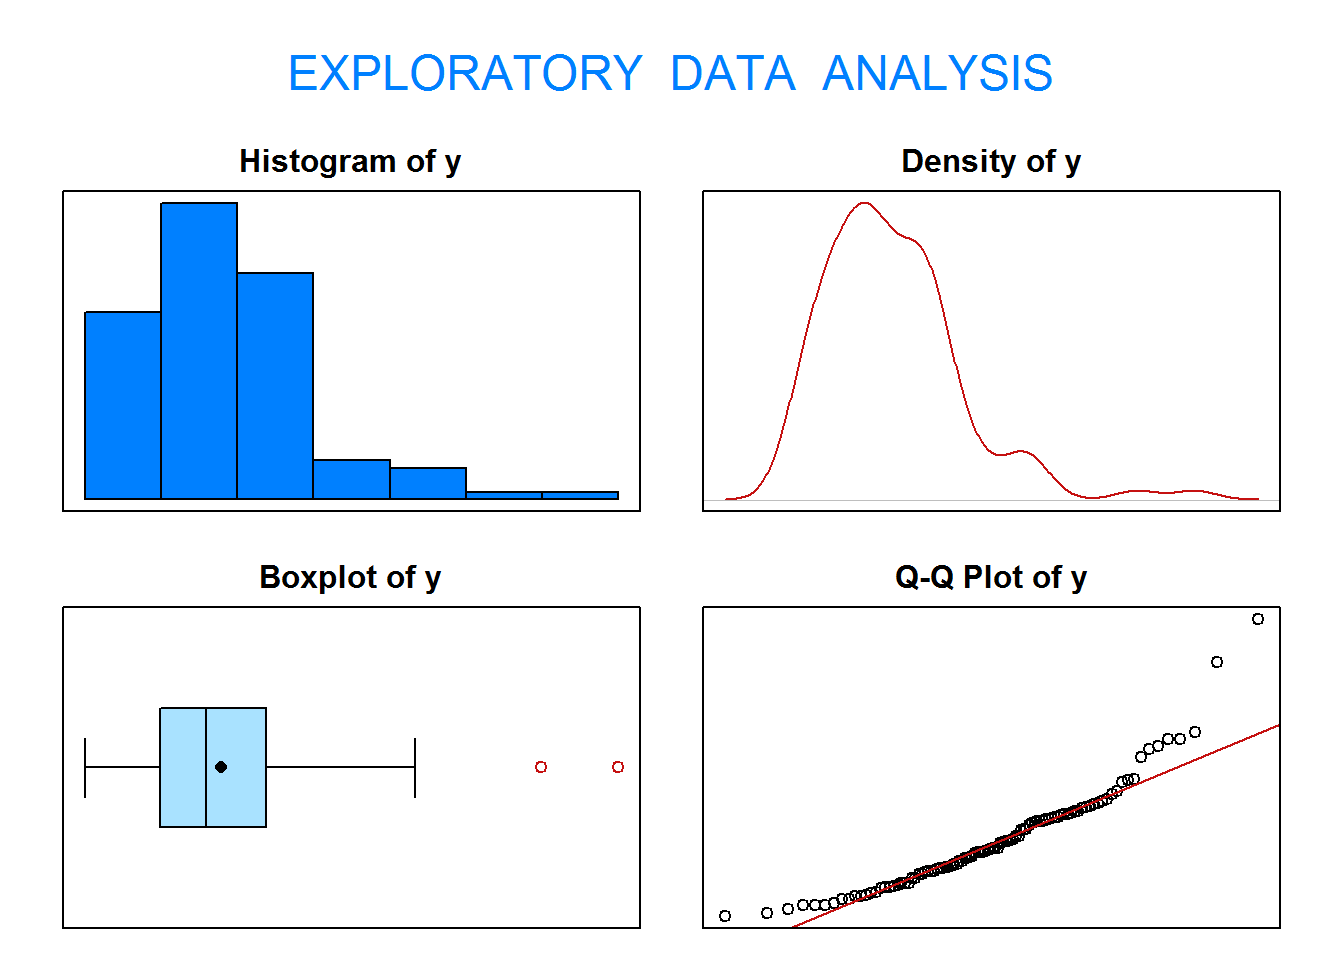 EXPLORATORY DATA ANALYSIS
Histogram of y
Density of y
Boxplot of y
Q-Q Plot of y